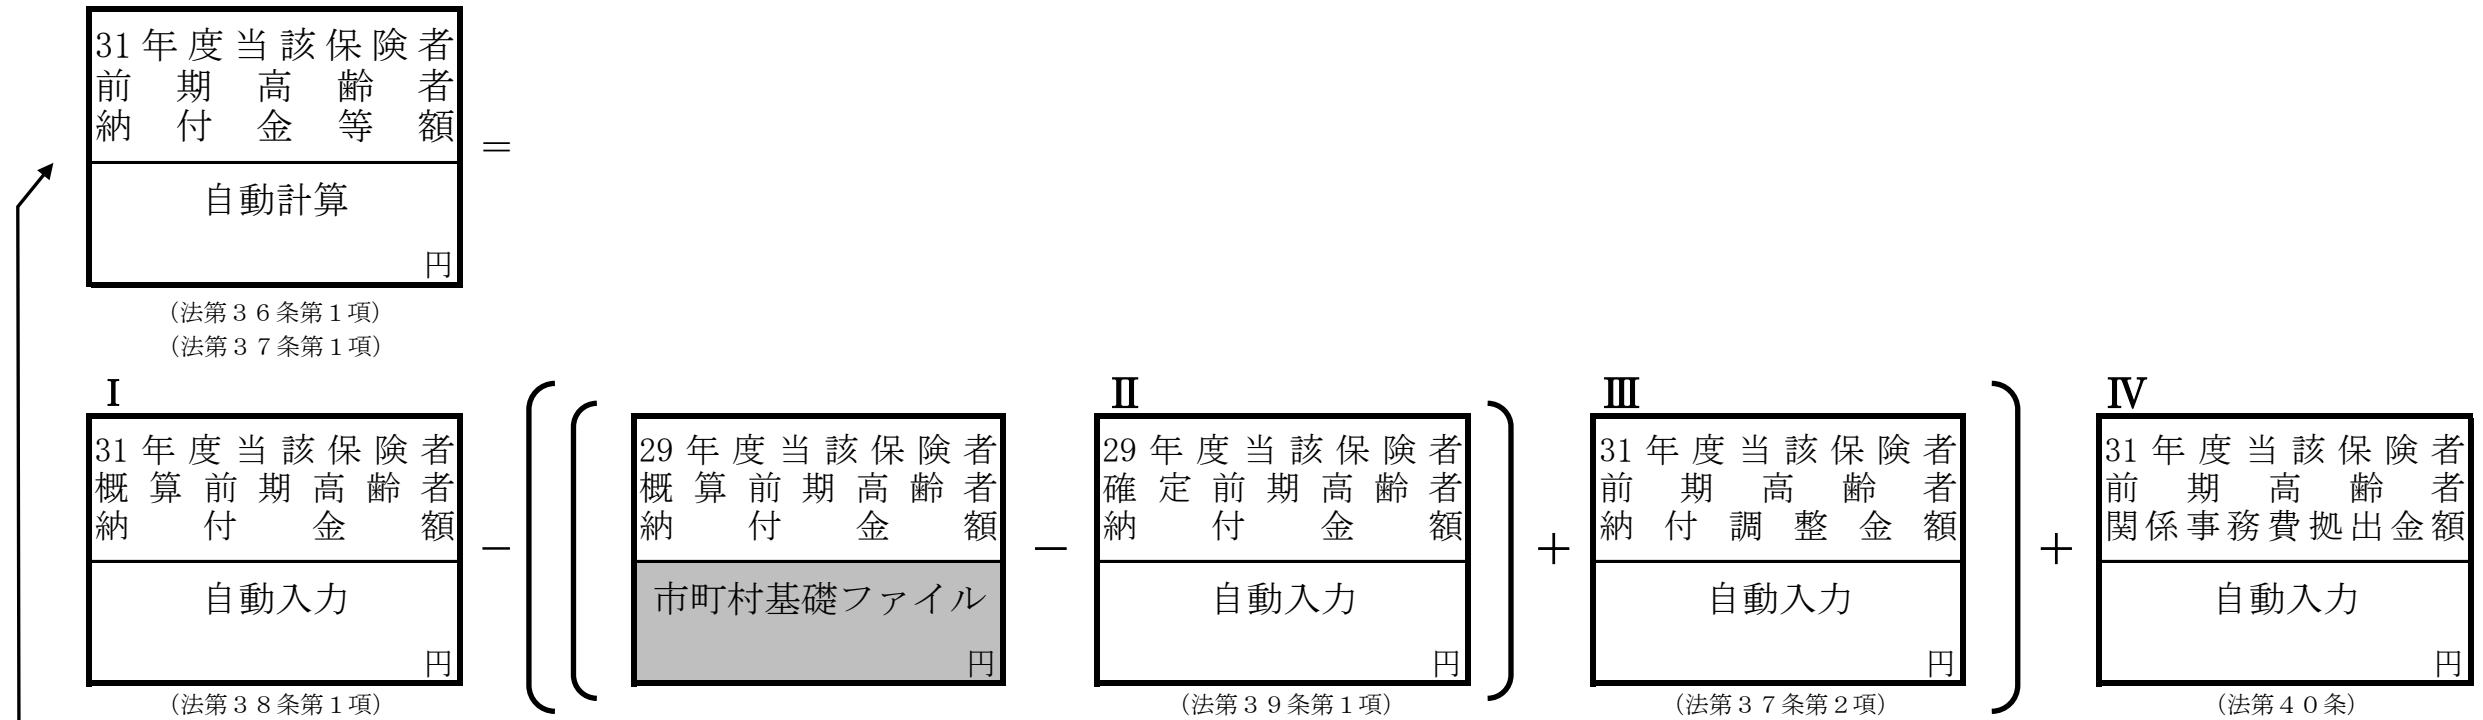 31年度当該保険者
前期高齢者
納付金等額
=
自動計算
円
(法第36条第1項)
(法第37条第1項)
Ⅰ
31年度当該保険者
概算前期高齢者
納付金額
自動入力
円
(法第38条第1項)
−
29年度当該保険者
概算前期高齢者
納付金額
市町村基礎ファイル
円
−
Ⅱ
29年度当該保険者
確定前期高齢者
納付金額
自動入力
円
(法第39条第1項)
+
Ⅲ
31年度当該保険者
前期高齢者
納付調整金額
自動入力
円
(法第37条第2項)
+
Ⅳ
31年度当該保険者
前期高齢者
関係事務費拠出金額
自動入力
円
(法第40条)